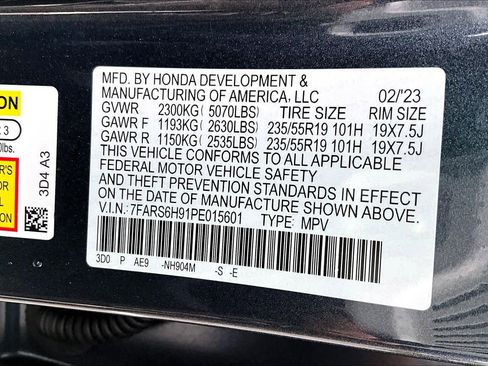 MFD. BY HONDA DEVELOPMENT &
MANUFACTURING OF AMERICA, LLC 02/'23
GVWR 2300KG (5070LBS) TIRE SIZE RIM SIZE
GAWR F 1193KG (2630LBS) 235/55R19 101H 19X7.5J
GAWR R 1150KG (2535LBS) 235/55R19 101H 19X7.5J
THIS VEHICLE CONFORMS TO ALL APPLICABLE
FEDERAL MOTOR VEHICLE SAFETY
AND THEFT PREVENTION STANDARDS IN EFFECT
ON THE DATE OF MANUFACTURE SHOWN ABOVE.
V.I.N.: 7FARS6H91PE015601 TYPE: MPV
3D0 P AE9 -NH904M -S -E
ION
3
0lbs.
3D4 A3
R'S